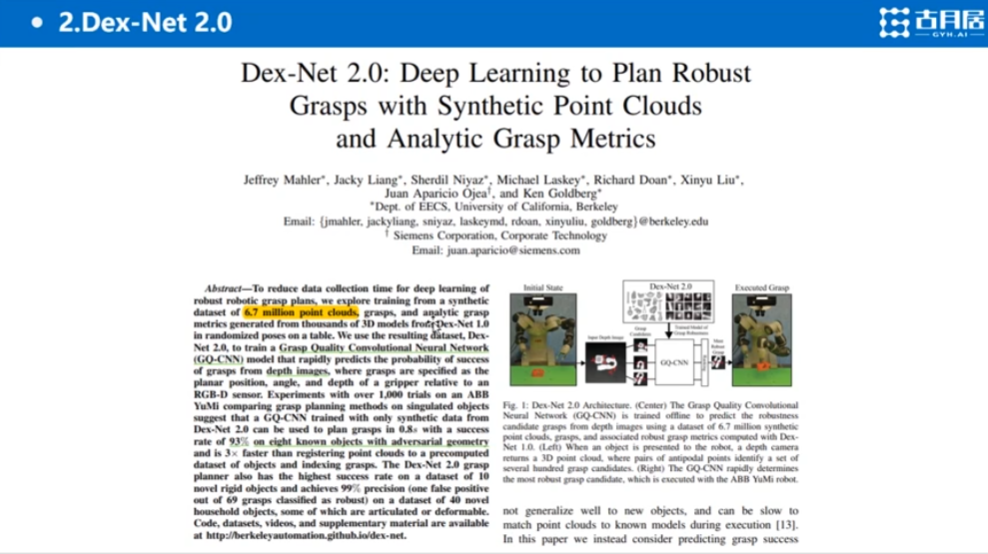 2.Dex-Net 2.0
古月居
GYH.AI
Dex-Net 2.0: Deep Learning to Plan Robust
Grasps with Synthetic Point Clouds
and Analytic Grasp Metrics
Jeffrey Mahler*, Jacky Liang*, Sherdil Niyaz*, Michael Laskey*, Richard Doan*, Xinyu Liu*,
Juan Aparicio Ojea†, and Ken Goldberg*
*Dept. of EECS, University of California, Berkeley
Email: {jmahler, jackyliang, sniyaz, laskeymd, rdoan, xinyuliu, goldberg}@berkeley.edu
† Siemens Corporation, Corporate Technology
Email: juan.aparicio@siemens.com
Abstract—To reduce data collection time for deep learning of
robust robotic grasp plans, we explore training from a synthetic
dataset of 6.7 million point clouds, grasps, and analytic grasp
metrics generated from thousands of 3D models from Dex-Net 1.0
in randomized poses on a table. We use the resulting dataset, Dex-
Net 2.0, to train a Grasp Quality Convolutional Neural Network
(GQ-CNN) model that rapidly predicts the probability of success
of grasps from depth images, where grasps are specified as the
planar position, angle, and depth of a gripper relative to an
RGB-D sensor. Experiments with over 1,000 trials on an ABB
YuMi comparing grasp planning methods on singulated objects
suggest that a GQ-CNN trained with only synthetic data from
Dex-Net 2.0 can be used to plan grasps in 0.8s with a success
rate of 93% on eight known objects with adversarial geometry
and is 3× faster than registering point clouds to a precomputed
dataset of objects and indexing grasps. The Dex-Net 2.0 grasp
planner also has the highest success rate on a dataset of 10
novel rigid objects and achieves 99% precision (one false positive
out of 69 grasps classified as robust) on a dataset of 40 novel
household objects, some of which are articulated or deformable.
Code, datasets, videos, and supplementary material are available
at http://berkeleyautomation.github.io/dex-net.
Initial State
Dex-Net 2.0
Executed Grasp
Input Depth Image
Grasp
Candidates
Trained Model of
Grasp Robustness
GQ-CNN
Most
Robust
Grasp
Fig. 1: Dex-Net 2.0 Architecture. (Center) The Grasp Quality Convolutional
Neural Network (GQ-CNN) is trained offline to predict the robustness
candidate grasps from depth images using a dataset of 6.7 million synthetic
point clouds, grasps, and associated robust grasp metrics computed with Dex-
Net 1.0. (Left) When an object is presented to the robot, a depth camera
returns a 3D point cloud, where pairs of antipodal points identify a set of
several hundred grasp candidates. (Right) The GQ-CNN rapidly determines
the most robust grasp candidate, which is executed with the ABB YuMi robot.
not generalize well to new objects, and can be slow to
match point clouds to known models during execution [13].
In this paper we instead consider predicting grasp success